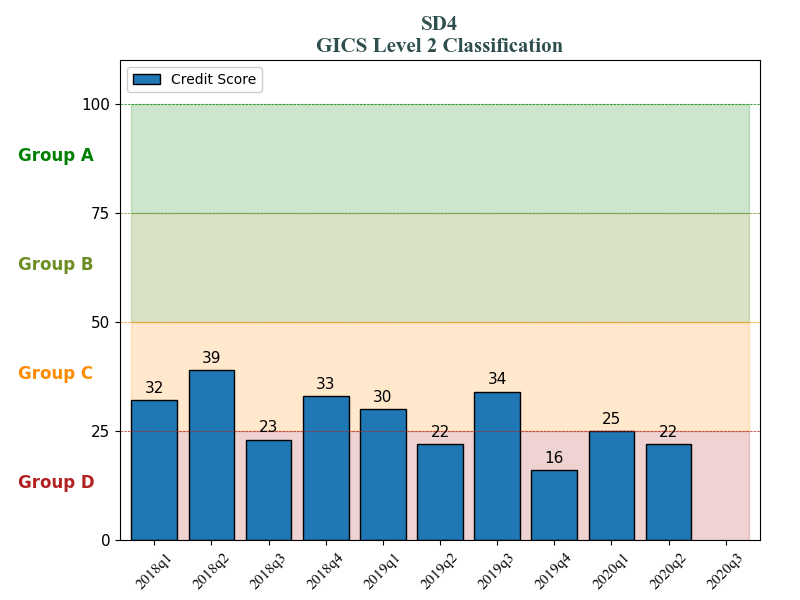 SD4
GICS Level 2 Classification
Credit Score
100
Group A
75
Group B
50
Group C
25
Group D
0
32
39
23
33
30
22
34
16
25
22
2018q1
2018q2
2018q3
2018q4
2019q1
2019q2
2019q3
2019q4
2020q1
2020q2
2020q3